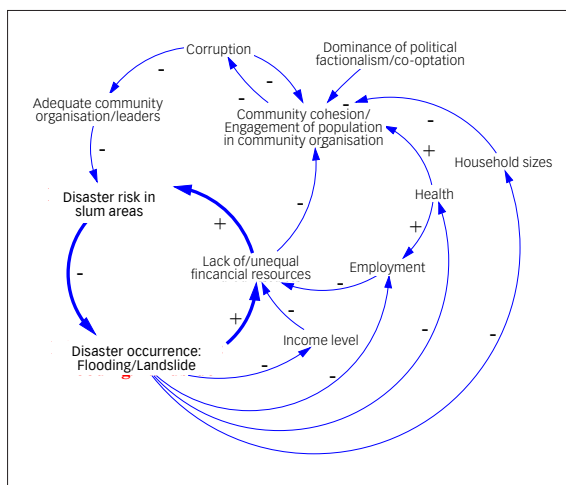 Corruption
Dominance of political
factionalism/co-optation
-
-
-
-
Adequate community
organisation/leaders
Community cohesion/
Engagement of population
in community organisation
-
-
+
Household sizes
Disaster risk in
slum areas
Health
-
+
+
Lack of/unequal
fincancial resources
Employment
-
-
+
-
Income level
-
-
-
Disaster occurrence:
Flooding/Landslide
-
-